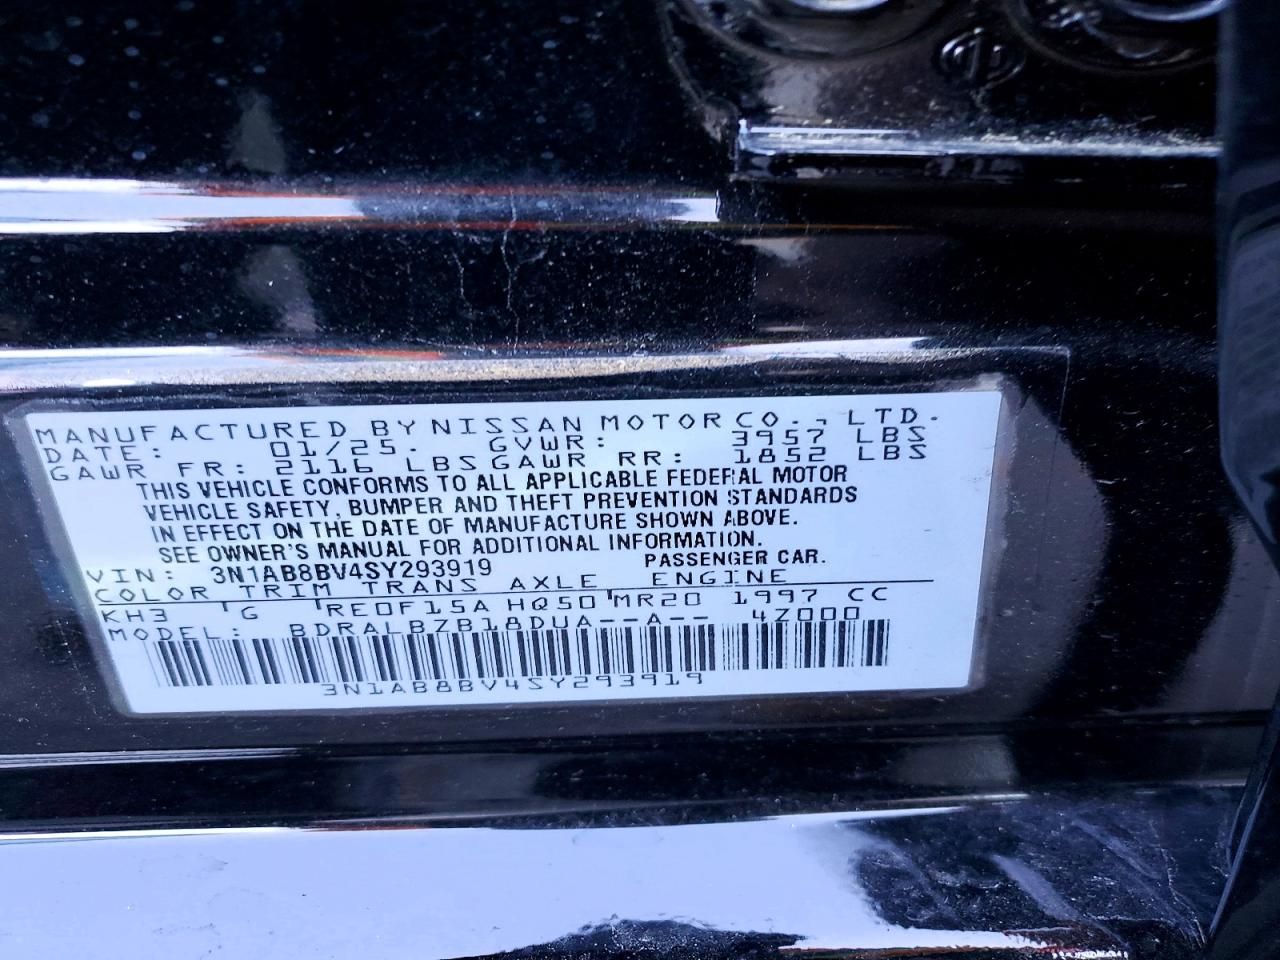 MANUFACTURED BY NISSAN MOTOR CO., LTD.
DATE: 01/25. GVWR: 3957 LBS
GAWR FR: 2116 LBS GAWR RR: 1852 LBS
THIS VEHICLE CONFORMS TO ALL APPLICABLE FEDERAL MOTOR
VEHICLE SAFETY, BUMPER AND THEFT PREVENTION STANDARDS
IN EFFECT ON THE DATE OF MANUFACTURE SHOWN ABOVE.
SEE OWNER'S MANUAL FOR ADDITIONAL INFORMATION.
VIN: 3N1AB8BV4SY293919 PASSENGER CAR.
COLOR TRIM TRANS AXLE ENGINE
KH3 'G 'RE0F15A HQ50'MR20 1997 CC
MODEL: BDRALBZB18DUA--A-- 4Z000
3N1AB8BV4SY293919